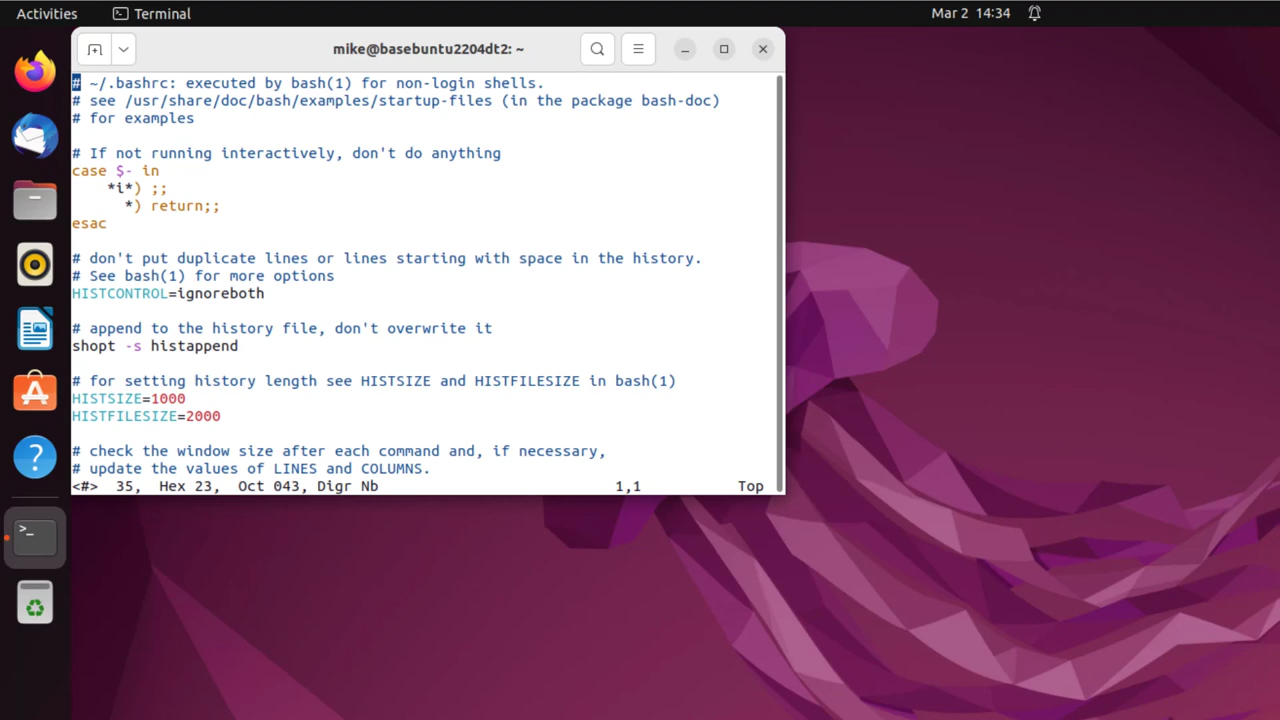 Activities
Terminal
Mar 2 14:34
mike@basebuntu2204dt2: ~
# ~/.bashrc: executed by bash(1) for non-login shells.
# see /usr/share/doc/bash/examples/startup-files (in the package bash-doc)
# for examples
# If not running interactively, don't do anything
case $- in
    *i*) ;;
      *) return;;
esac
# don't put duplicate lines or lines starting with space in the history.
# See bash(1) for more options
HISTCONTROL=ignoreboth
# append to the history file, don't overwrite it
shopt -s histappend
# for setting history length see HISTSIZE and HISTFILESIZE in bash(1)
HISTSIZE=1000
HISTFILESIZE=2000
# check the window size after each command and, if necessary,
# update the values of LINES and COLUMNS.
<#>  35,  Hex 23,  Oct 043, Digr Nb                           1,1           Top